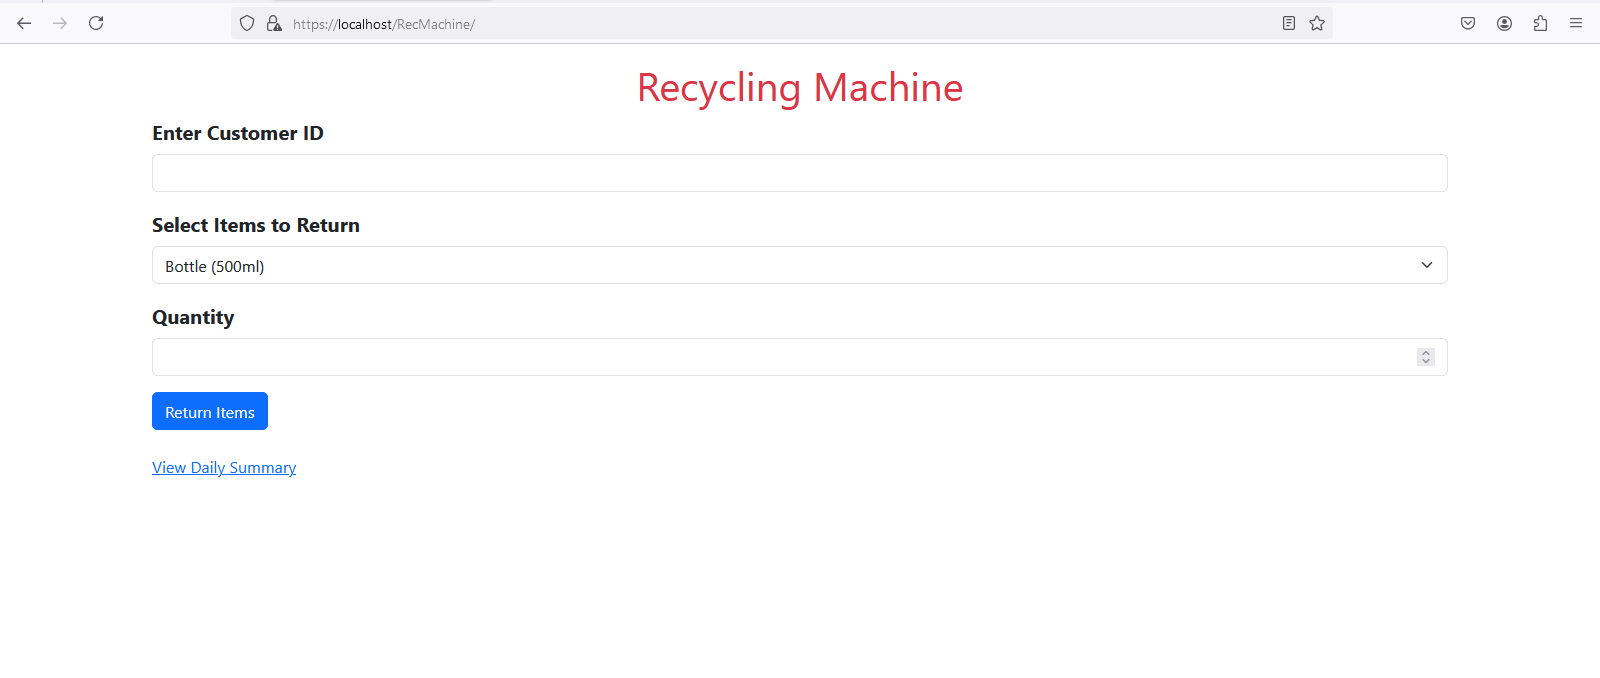 https://localhost/RecMachine/
Recycling Machine
Enter Customer ID
Select Items to Return
Bottle (500ml)
Quantity
Return Items
View Daily Summary